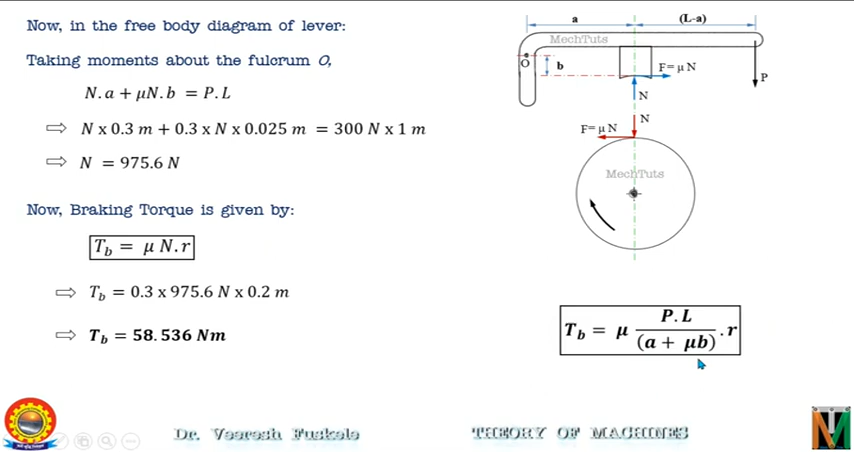 Now, in the free body diagram of lever:
Taking moments about the fulcrum O,
N.a + μN.b = P.L
⇨ N x 0.3 m + 0.3 x N x 0.025 m = 300 N x 1 m
⇨ N = 975.6 N
Now, Braking Torque is given by:
T_b = μ N.r
⇨ T_b = 0.3 x 975.6 N x 0.2 m
⇨ T_b = 58.536 Nm
a (L-a)
MechTuts
O b F= μ N P
N
N
F= μ N
MechTuts
T_b = μ P.L / (a + μb) .r
Dr. Veeresh Fuskele THEORY OF MACHINES